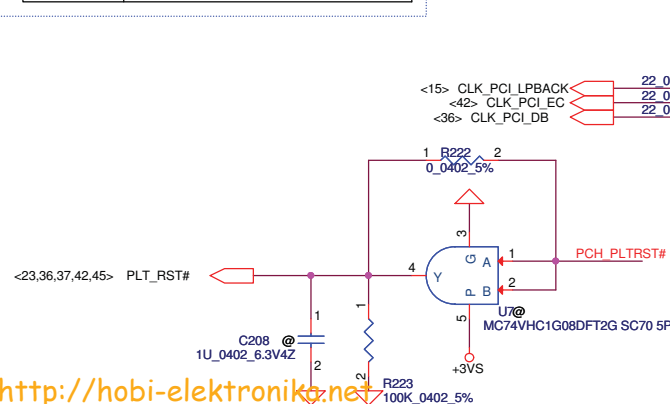 <15> CLK_PCI_LPBACK
22_0
<42> CLK_PCI_EC
22_0
<36> CLK_PCI_DB
22_0
1 R222 2
0_0402_5%
3
G
A 1
PCH_PLTRST#
<23,36,37,42,45> PLT_RST#
4
Y
P
B 2
5
U7@
MC74VHC1G08DFT2G SC70 5P
+3VS
1
C208 @
1U_0402_6.3V4Z
2
1
2
R223
100K_0402_5%
http://hobi-elektronika.net